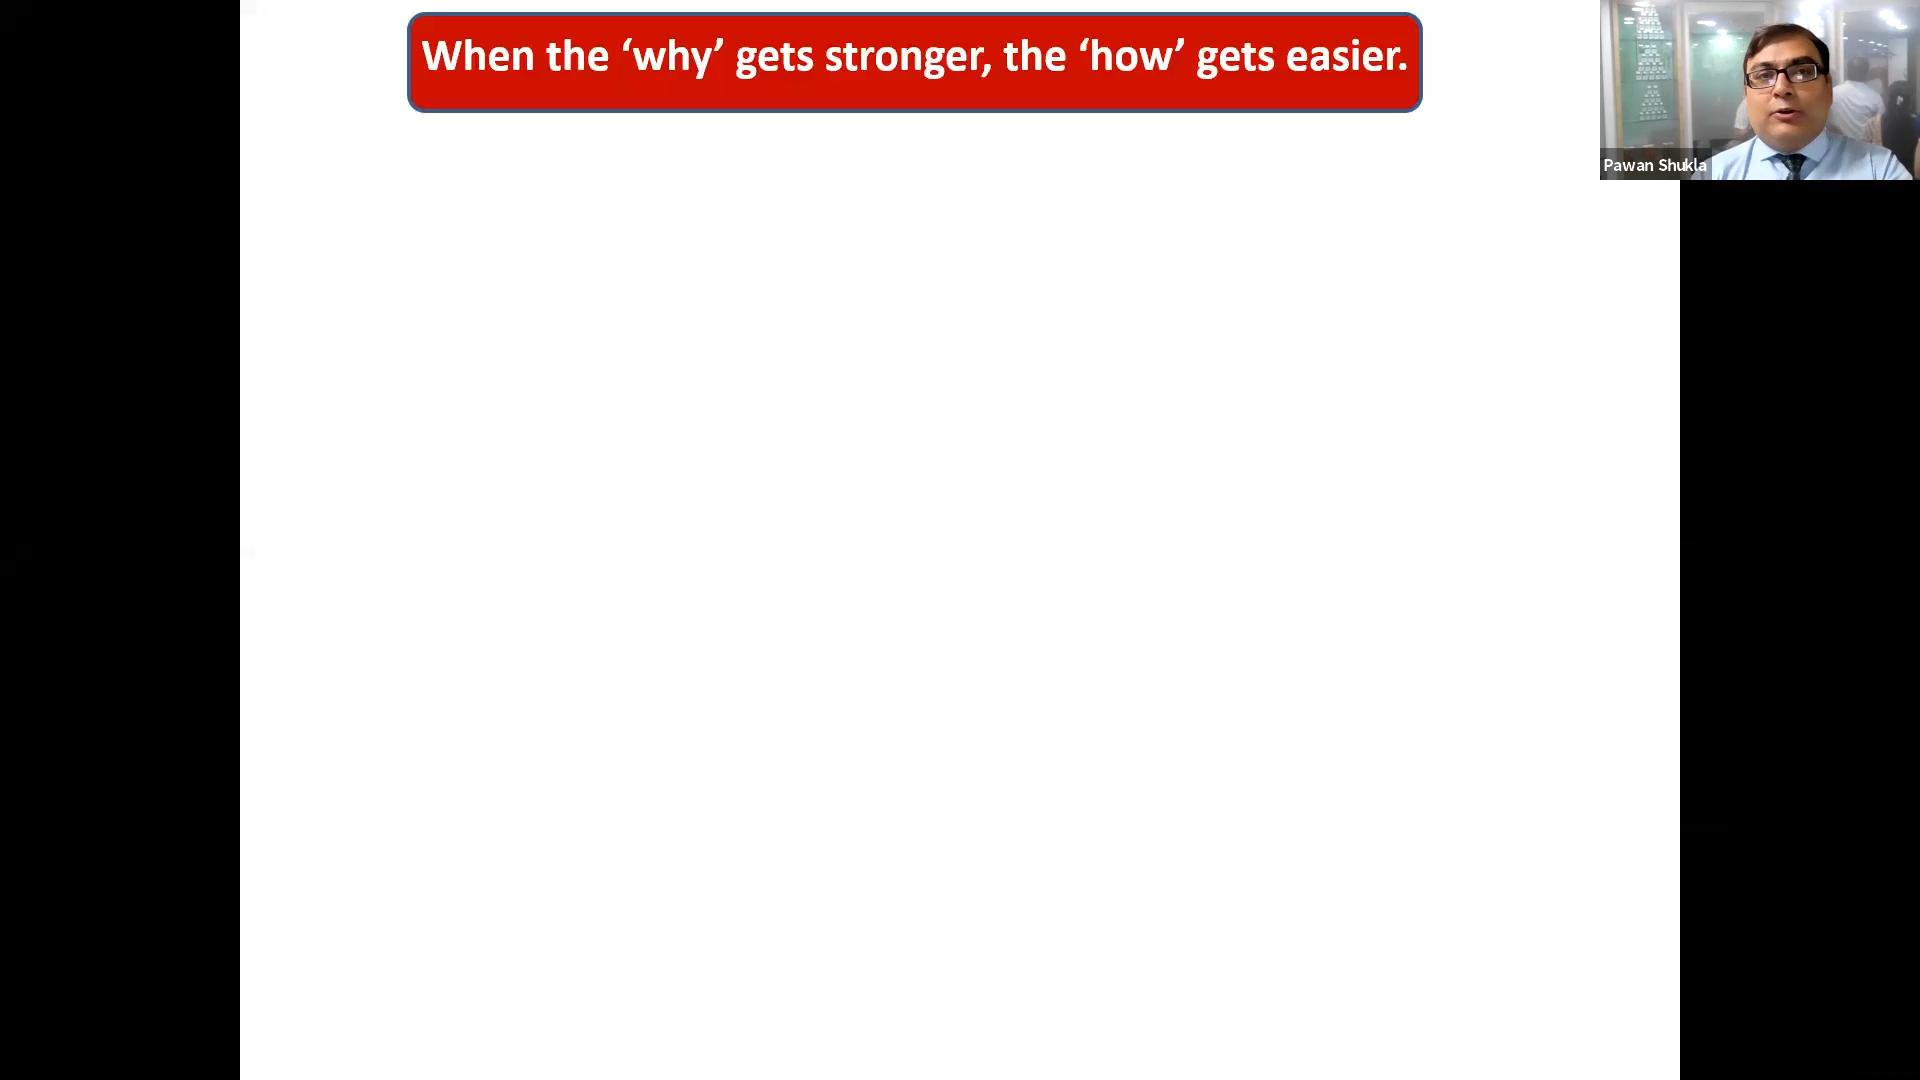 When the ‘why’ gets stronger, the ‘how’ gets easier.
Pawan Shukla